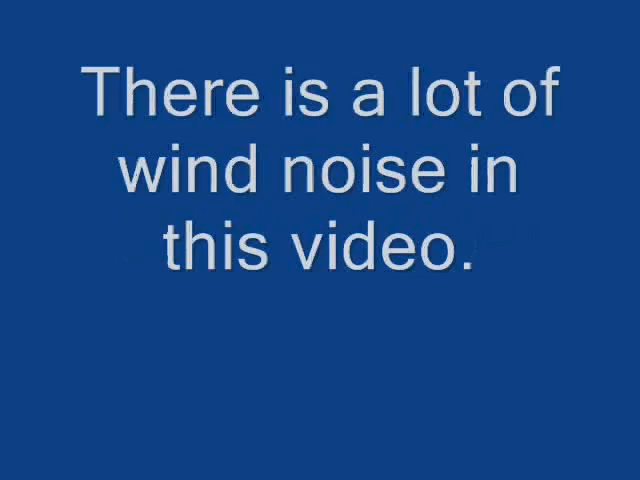 There is a lot of
wind noise in
this video.